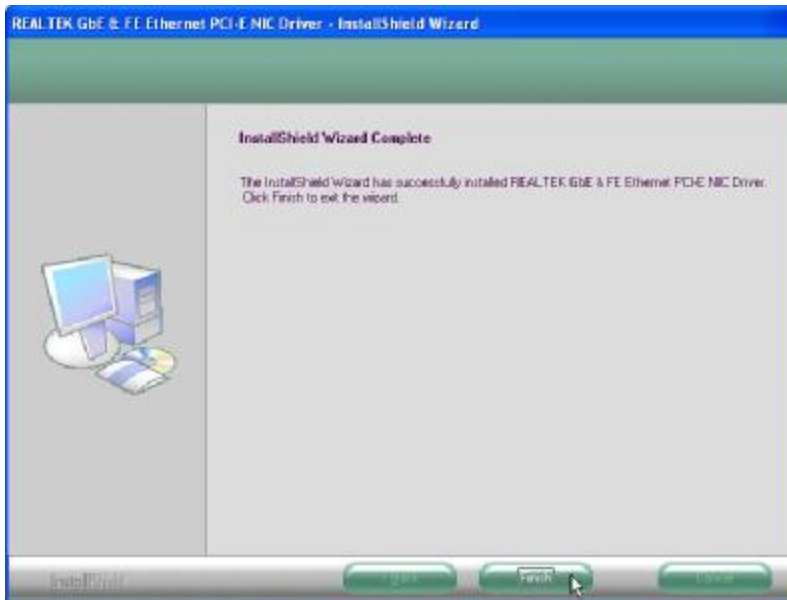 REALTEK GbE & FE Ethernet PCI-E NIC Driver - InstallShield Wizard
InstallShield Wizard Complete
The InstallShield Wizard has successfully installed REALTEK GbE & FE Ethernet PCI-E NIC Driver.
Click Finish to exit the wizard.
InstallShield
Finish
Cancel